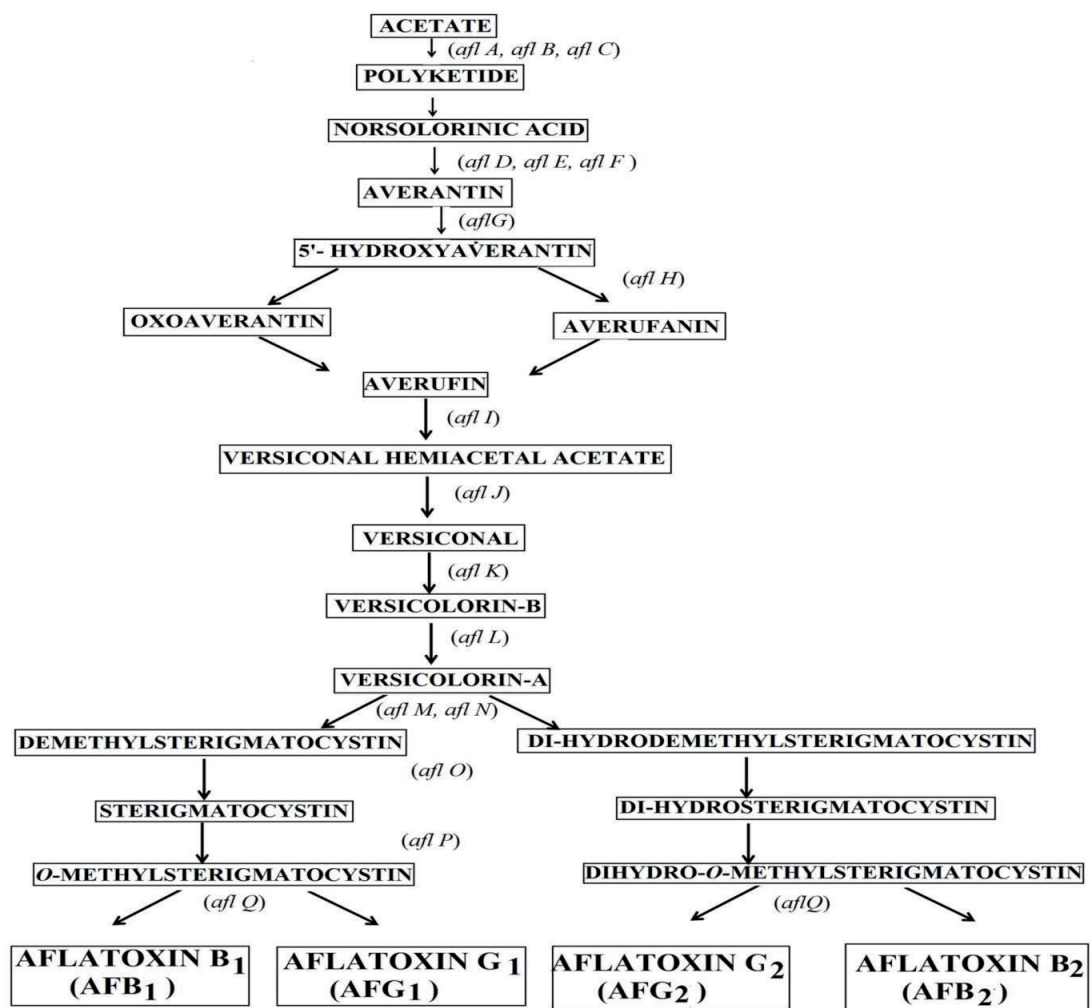 ACETATE
(afl A, afl B, afl C)
POLYKETIDE
NORSOLORINIC ACID
(afl D, afl E, afl F )
AVERANTIN
(aflG)
5'- HYDROXYAVERANTIN
(afl H)
OXOAVERANTIN
AVERUFANIN
AVERUFIN
(afl I)
VERSICONAL HEMIACETAL ACETATE
(afl J)
VERSICONAL
(afl K)
VERSICOLORIN-B
(afl L)
VERSICOLORIN-A
(afl M, afl N)
DEMETHYLSTERIGMATOCYSTIN
DI-HYDRODEMETHYLSTERIGMATOCYSTIN
(afl O)
STERIGMATOCYSTIN
DI-HYDROSTERIGMATOCYSTIN
(afl P)
O-METHYLSTERIGMATOCYSTIN
DIHYDRO-O-METHYLSTERIGMATOCYSTIN
(afl Q)
(aflQ)
AFLATOXIN B1
(AFB1)
AFLATOXIN G1
(AFG1)
AFLATOXIN G2
(AFG2)
AFLATOXIN B2
(AFB2)